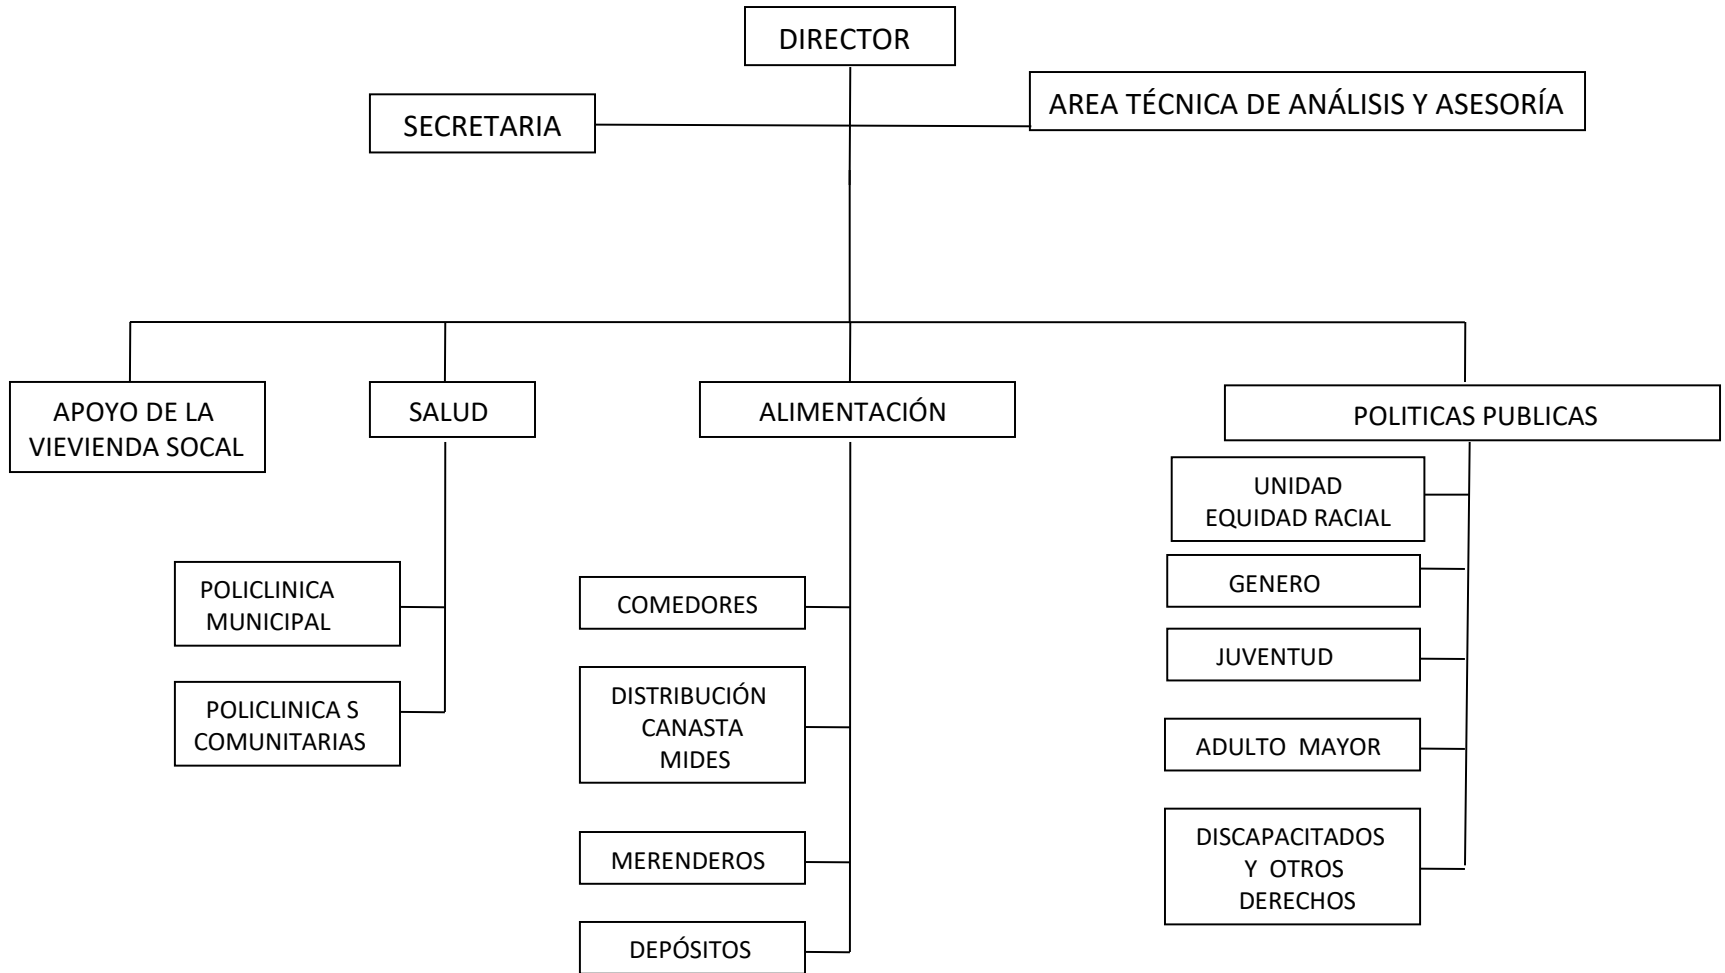 DIRECTOR
SECRETARIA
AREA TÉCNICA DE ANÁLISIS Y ASESORÍA
APOYO DE LA
VIEVIENDA SOCAL
SALUD
ALIMENTACIÓN
POLITICAS PUBLICAS
POLICLINICA
MUNICIPAL
POLICLINICA S
COMUNITARIAS
COMEDORES
DISTRIBUCIÓN
CANASTA
MIDES
MERENDEROS
DEPÓSITOS
UNIDAD
EQUIDAD RACIAL
GENERO
JUVENTUD
ADULTO  MAYOR
DISCAPACITADOS
Y  OTROS
DERECHOS